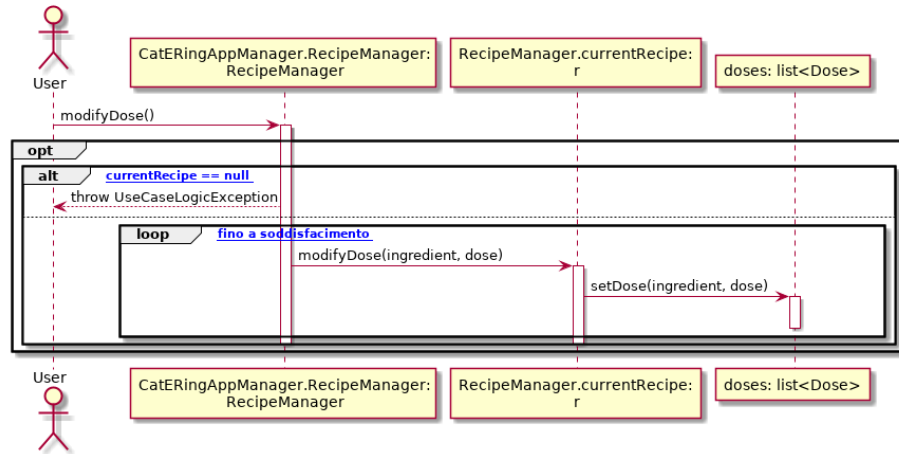 User
CatERingAppManager.RecipeManager:
RecipeManager
RecipeManager.currentRecipe:
r
doses: list<Dose>
modifyDose()
opt
alt
currentRecipe == null
throw UseCaseLogicException
loop
fino a soddisfacimento
modifyDose(ingredient, dose)
setDose(ingredient, dose)
User
CatERingAppManager.RecipeManager:
RecipeManager
RecipeManager.currentRecipe:
r
doses: list<Dose>